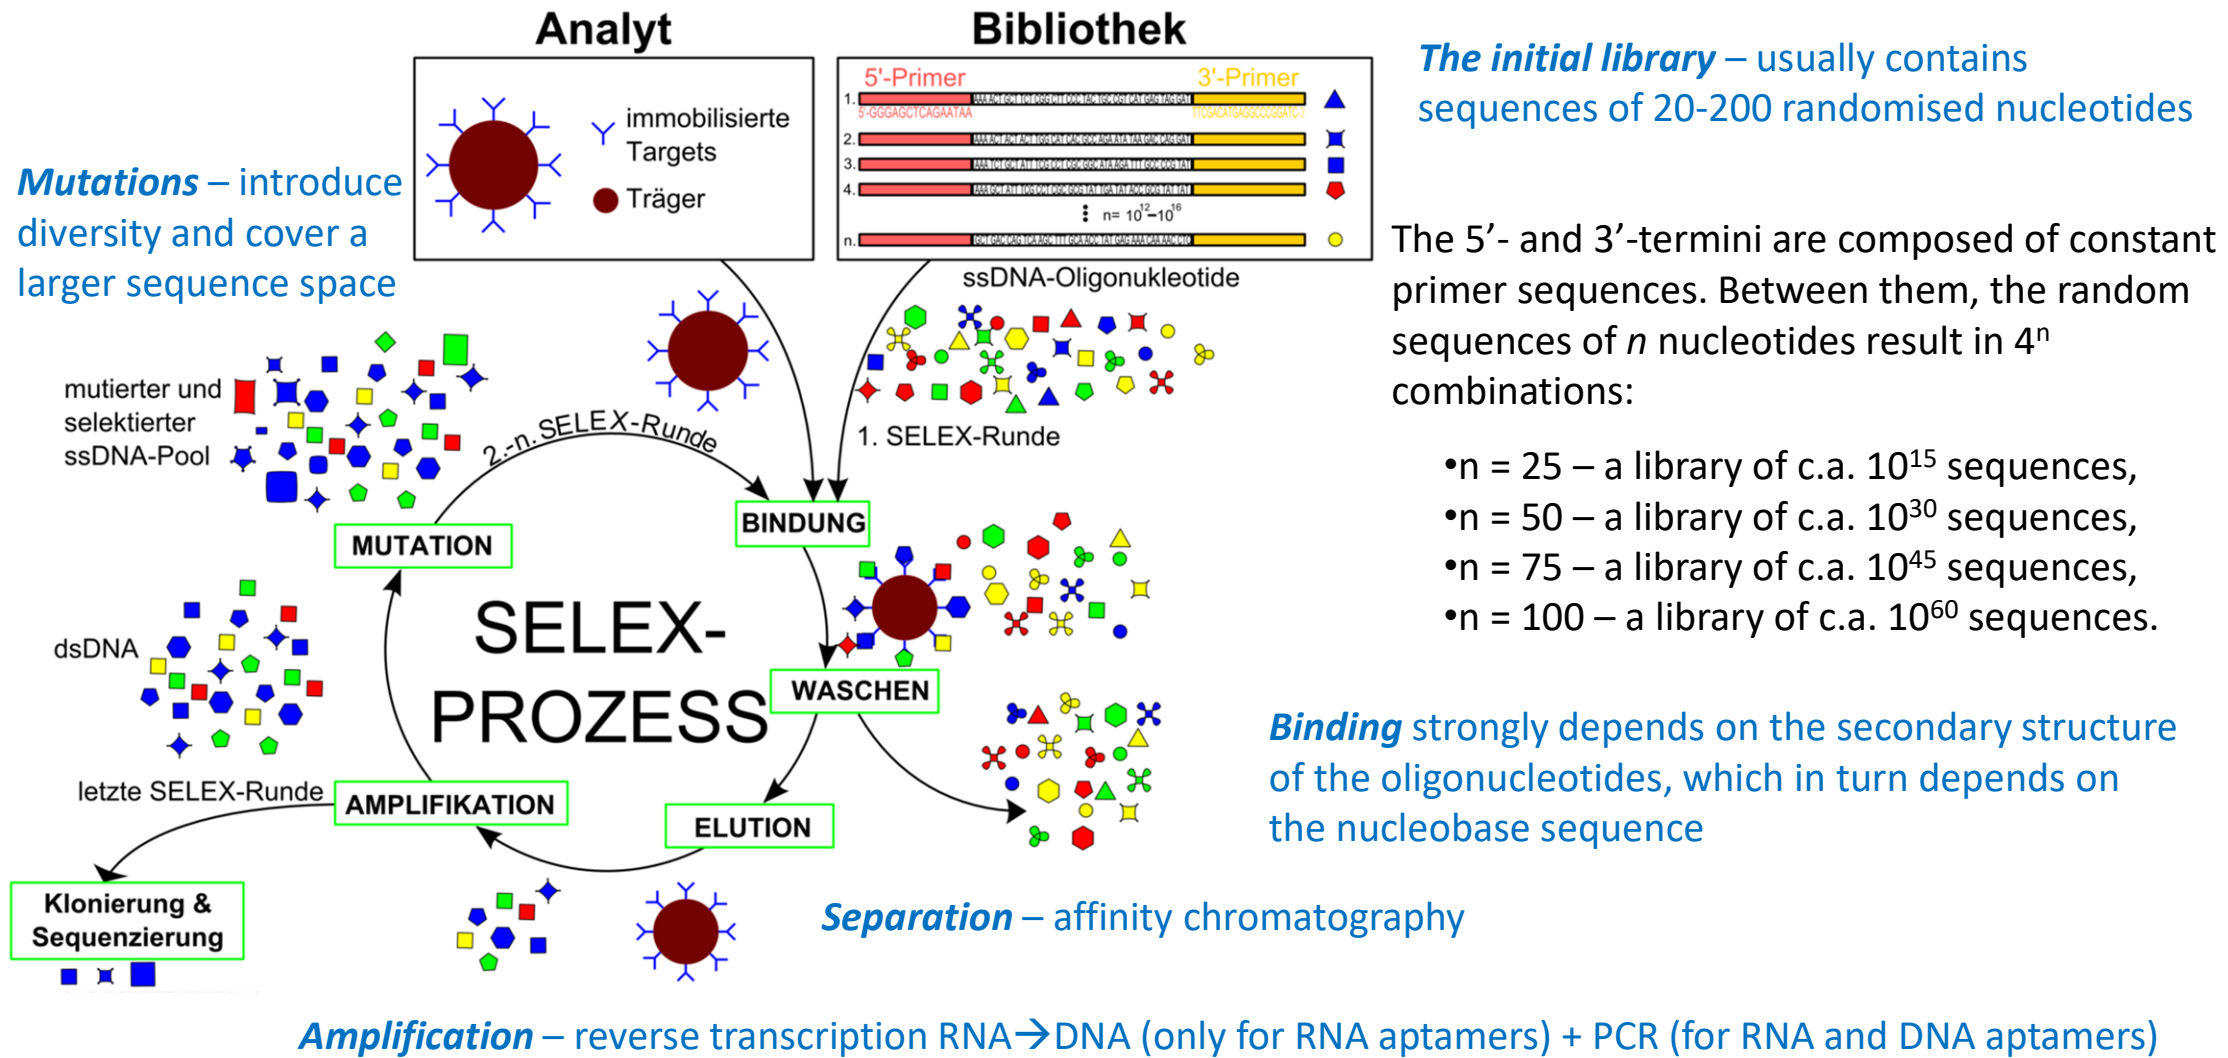 Analyt
Bibliothek
immobilisierte
Targets
Träger
5'-Primer
3'-Primer
1.
5'-GGGAGCTCAGAATAA
2.
3.
4.
n= 10¹²–10¹⁶
n.
ssDNA-Oligonukleotide
The initial library – usually contains
sequences of 20-200 randomised nucleotides
Mutations – introduce
diversity and cover a
larger sequence space
The 5’- and 3’-termini are composed of constant
primer sequences. Between them, the random
sequences of n nucleotides result in 4ⁿ
combinations:
•n = 25 – a library of c.a. 10¹⁵ sequences,
•n = 50 – a library of c.a. 10³⁰ sequences,
•n = 75 – a library of c.a. 10⁴⁵ sequences,
•n = 100 – a library of c.a. 10⁶⁰ sequences.
mutierter und
selektierter
ssDNA-Pool
2.-n. SELEX-Runde
1. SELEX-Runde
BINDUNG
MUTATION
SELEX-
PROZESS
dsDNA
WASCHEN
Binding strongly depends on the secondary structure
of the oligonucleotides, which in turn depends on
the nucleobase sequence
letzte SELEX-Runde
AMPLIFIKATION
ELUTION
Klonierung &
Sequenzierung
Separation – affinity chromatography
Amplification – reverse transcription RNA→DNA (only for RNA aptamers) + PCR (for RNA and DNA aptamers)